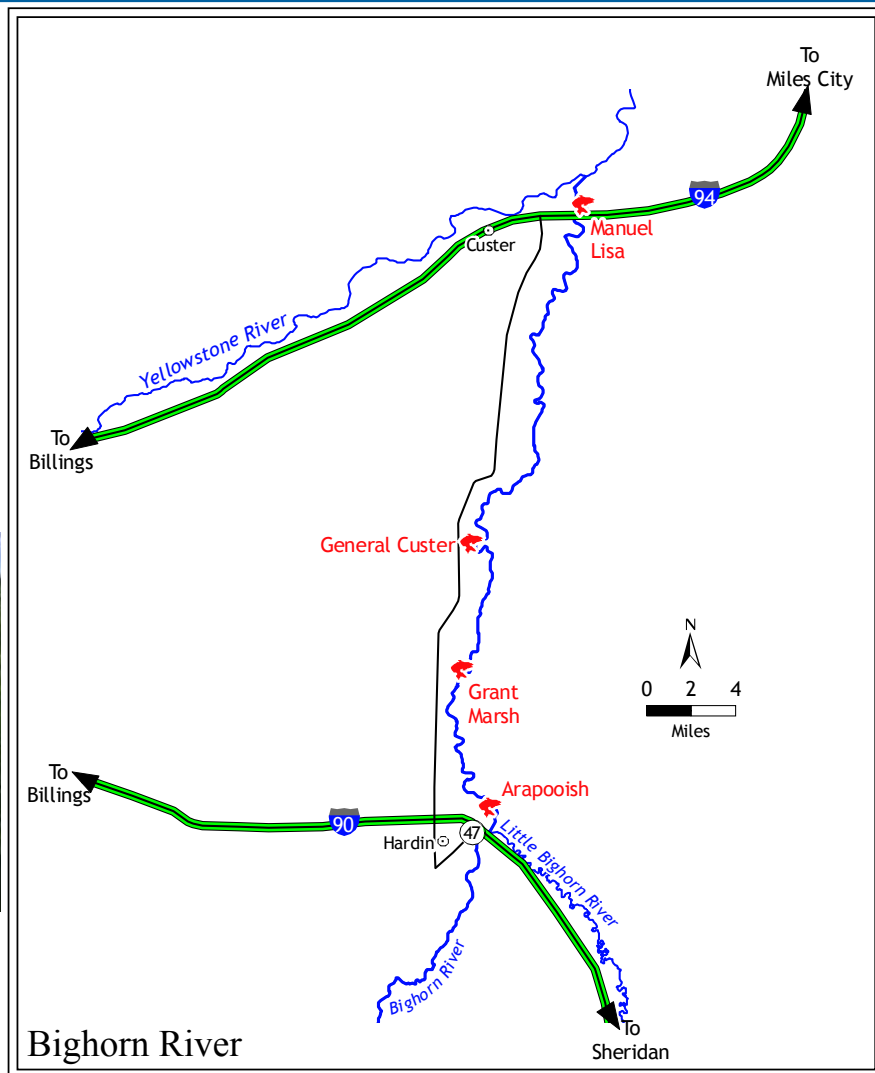 To
Miles City
94
Manuel
Lisa
Custer
Yellowstone River
To
Billings
General Custer
N
0 2 4
Miles
Grant
Marsh
To
Billings
Arapooish
90
47
Hardin
Little Bighorn River
Bighorn River
To
Sheridan
Bighorn River